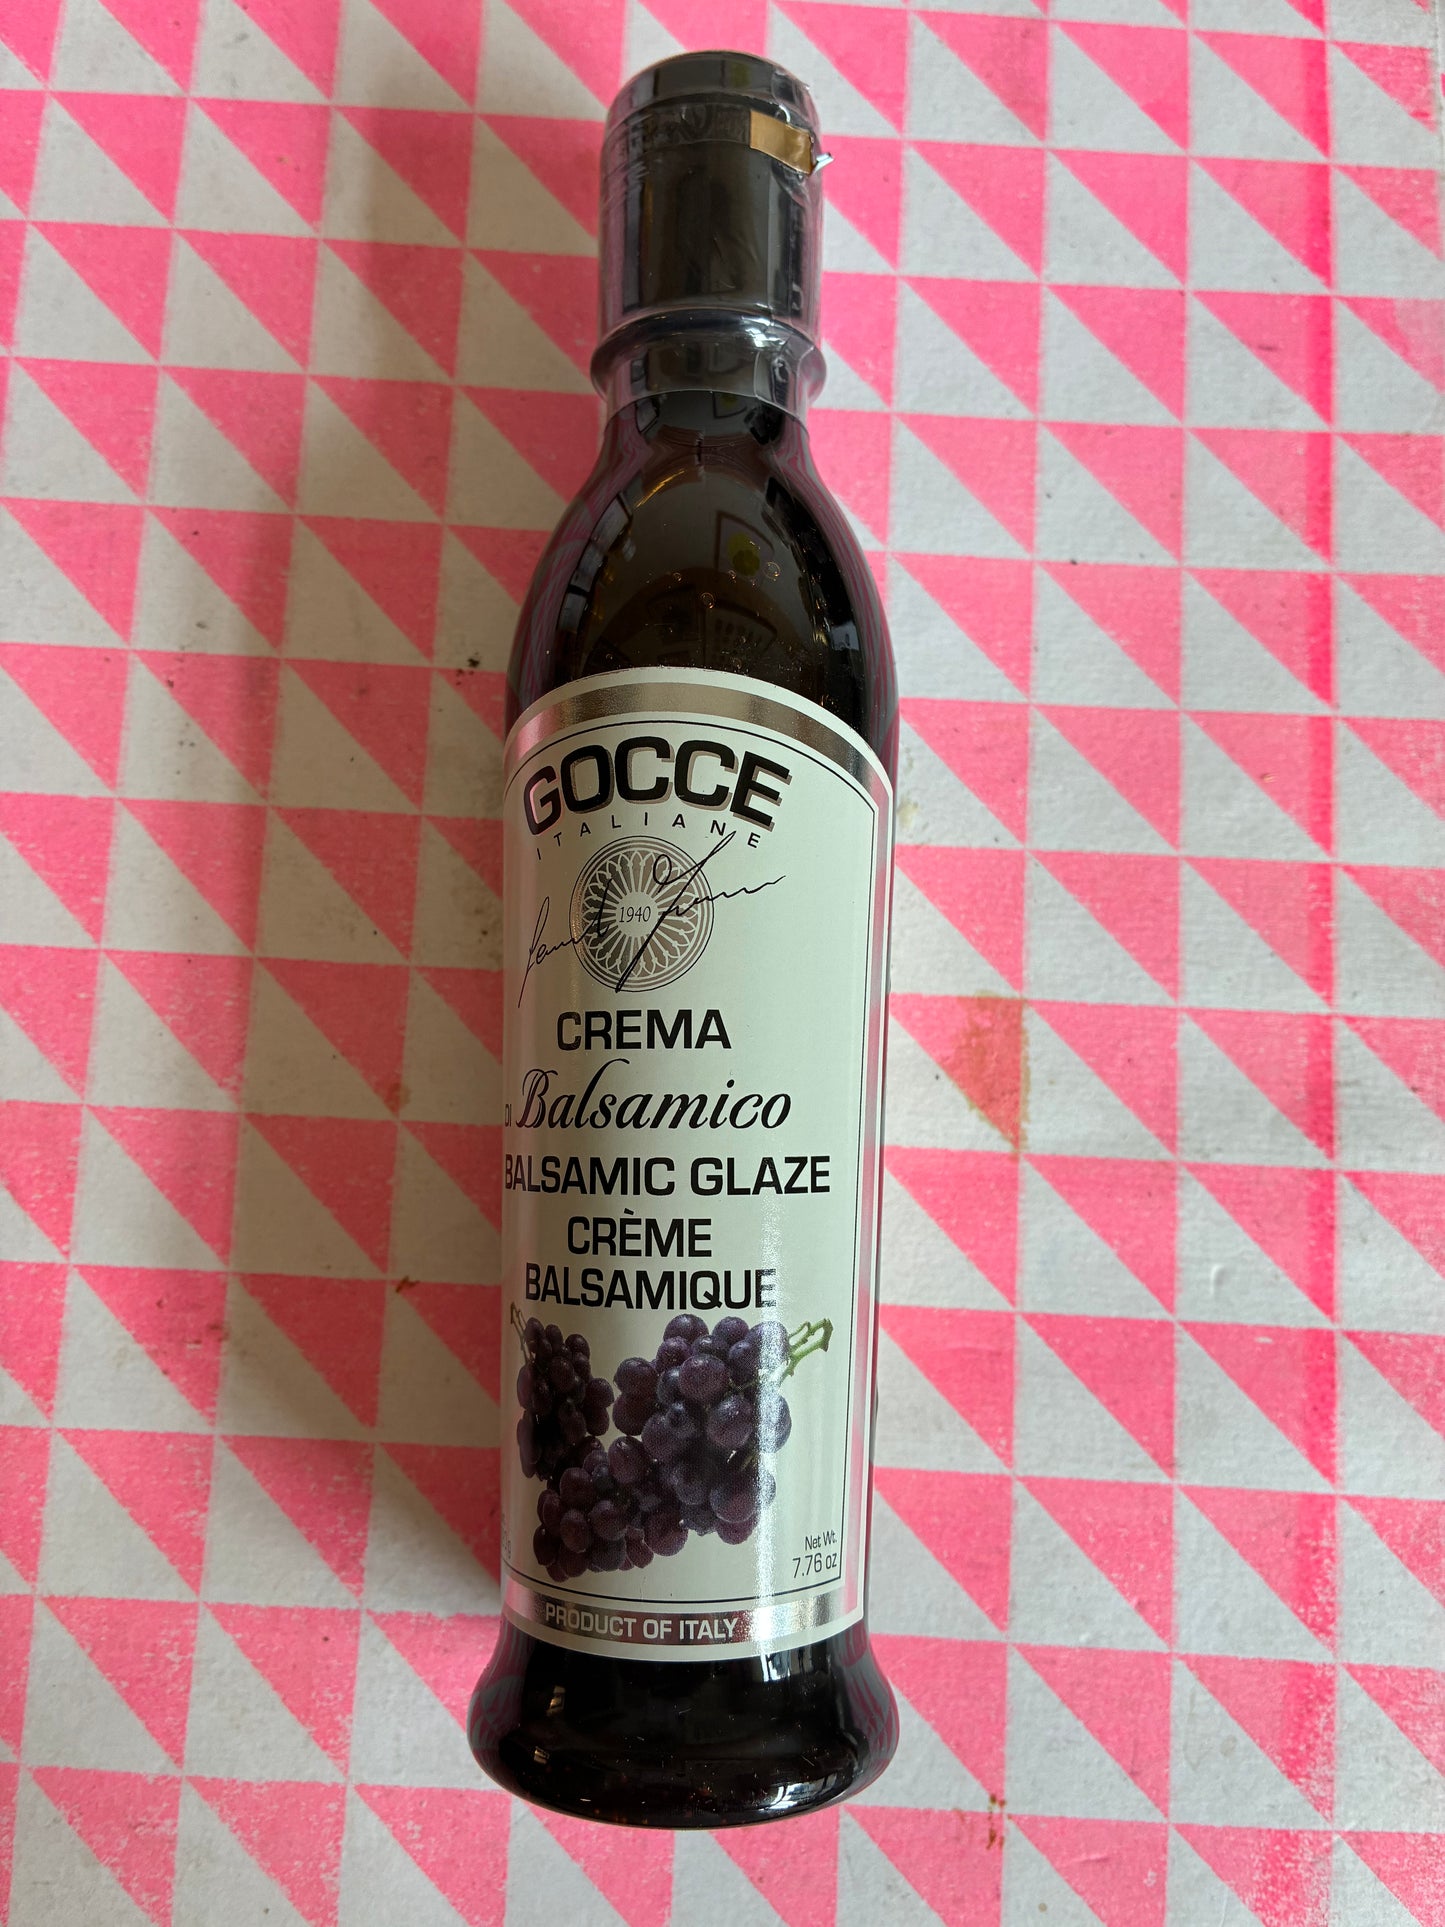 GOCCE
ITALIANE
1940
CREMA
DI Balsamico
BALSAMIC GLAZE
CRÈME
BALSAMIQUE
Net Wt.
7.76 oz
PRODUCT OF ITALY